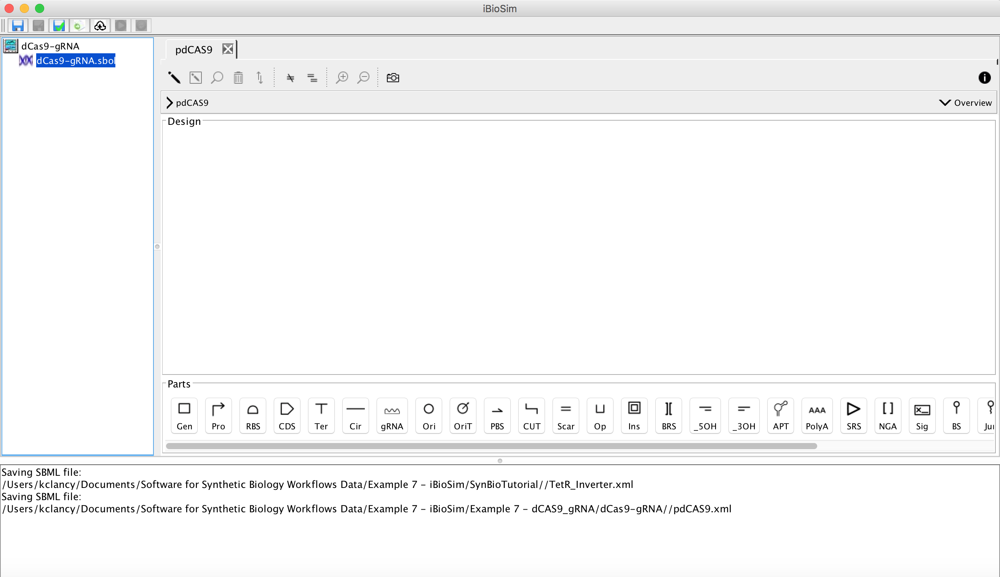 iBioSim
dCas9-gRNA
dCas9-gRNA.sbol
pdCAS9
pdCAS9
Overview
Design
Parts
Gen Pro RBS CDS Ter Cir gRNA Ori OriT PBS CUT Scar Op Ins BRS _5OH _3OH APT PolyA SRS NGA Sig BS
Saving SBML file:
/Users/kclancy/Documents/Software for Synthetic Biology Workflows Data/Example 7 - iBioSim/SynBioTutorial//TetR_Inverter.xml
Saving SBML file:
/Users/kclancy/Documents/Software for Synthetic Biology Workflows Data/Example 7 - iBioSim/Example 7 - dCAS9_gRNA/dCas9-gRNA//pdCAS9.xml